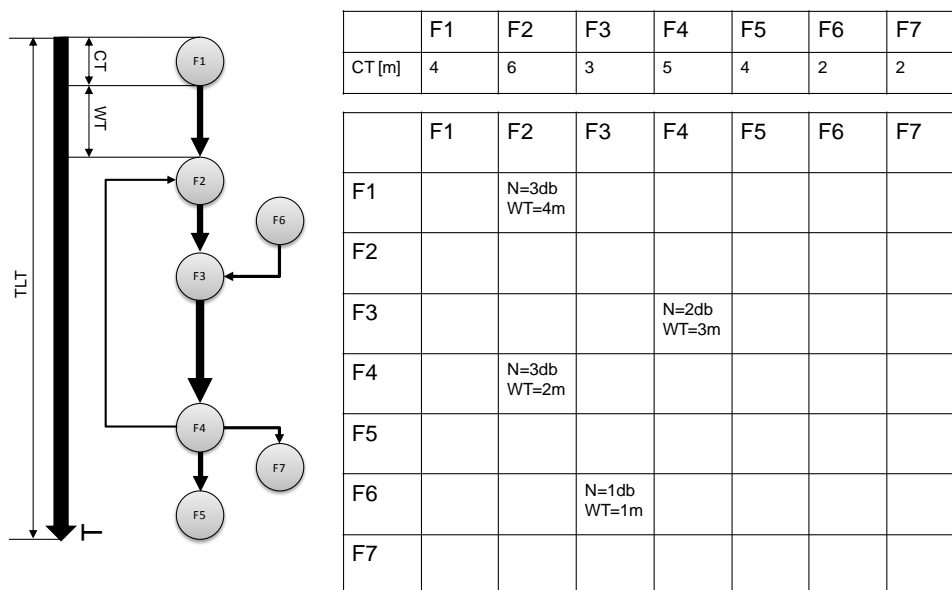 F1 F2 F3 F4 F5 F6 F7
CT [m] 4 6 3 5 4 2 2
F1 F2 F3 F4 F5 F6 F7
F1
N=3db
WT=4m
F2
F3
N=2db
WT=3m
F4
N=3db
WT=2m
F5
F6
N=1db
WT=1m
F7
TLT
CT
WT
T
F1
F2
F6
F3
F4
F7
F5